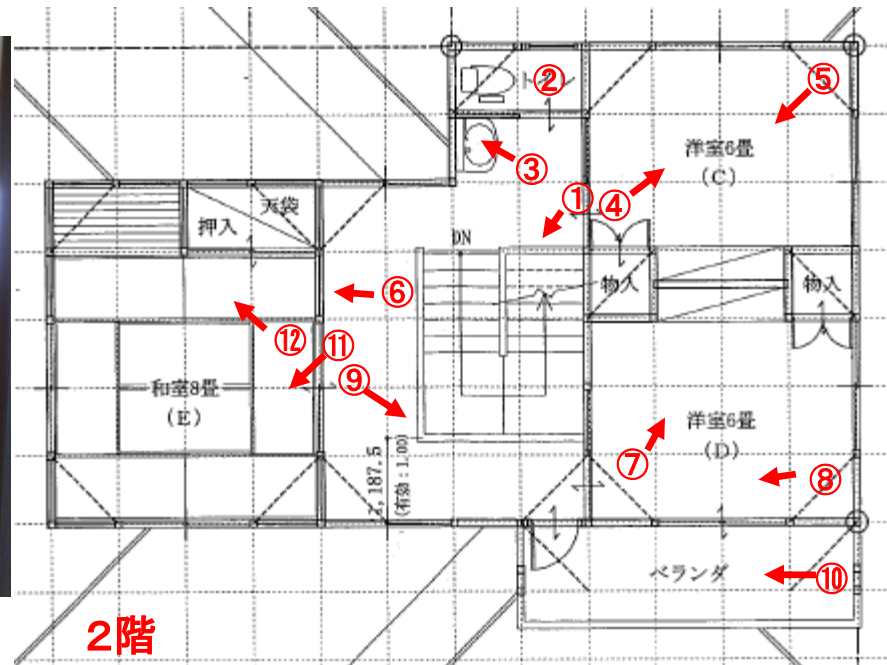 ②
トイレ
⑤
③
洋室6畳
(C)
①
④
天袋
押入
DN
⑥
物入
物入
⑫
⑪
⑨
和室8畳
(E)
洋室6畳
(D)
⑦
⑧
187.5
(有効:1.00)
ベランダ
⑩
2階